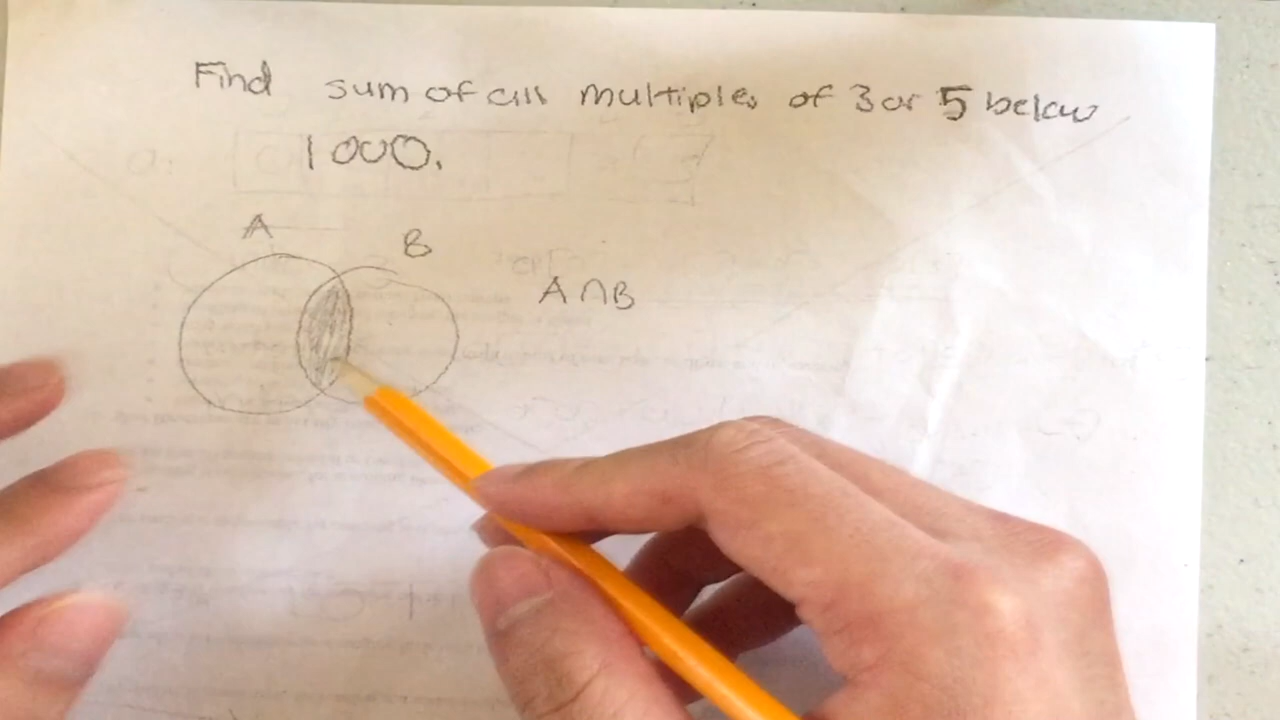 Find sum of all multiples of 3 or 5 below
1000.
A
B
A∩B